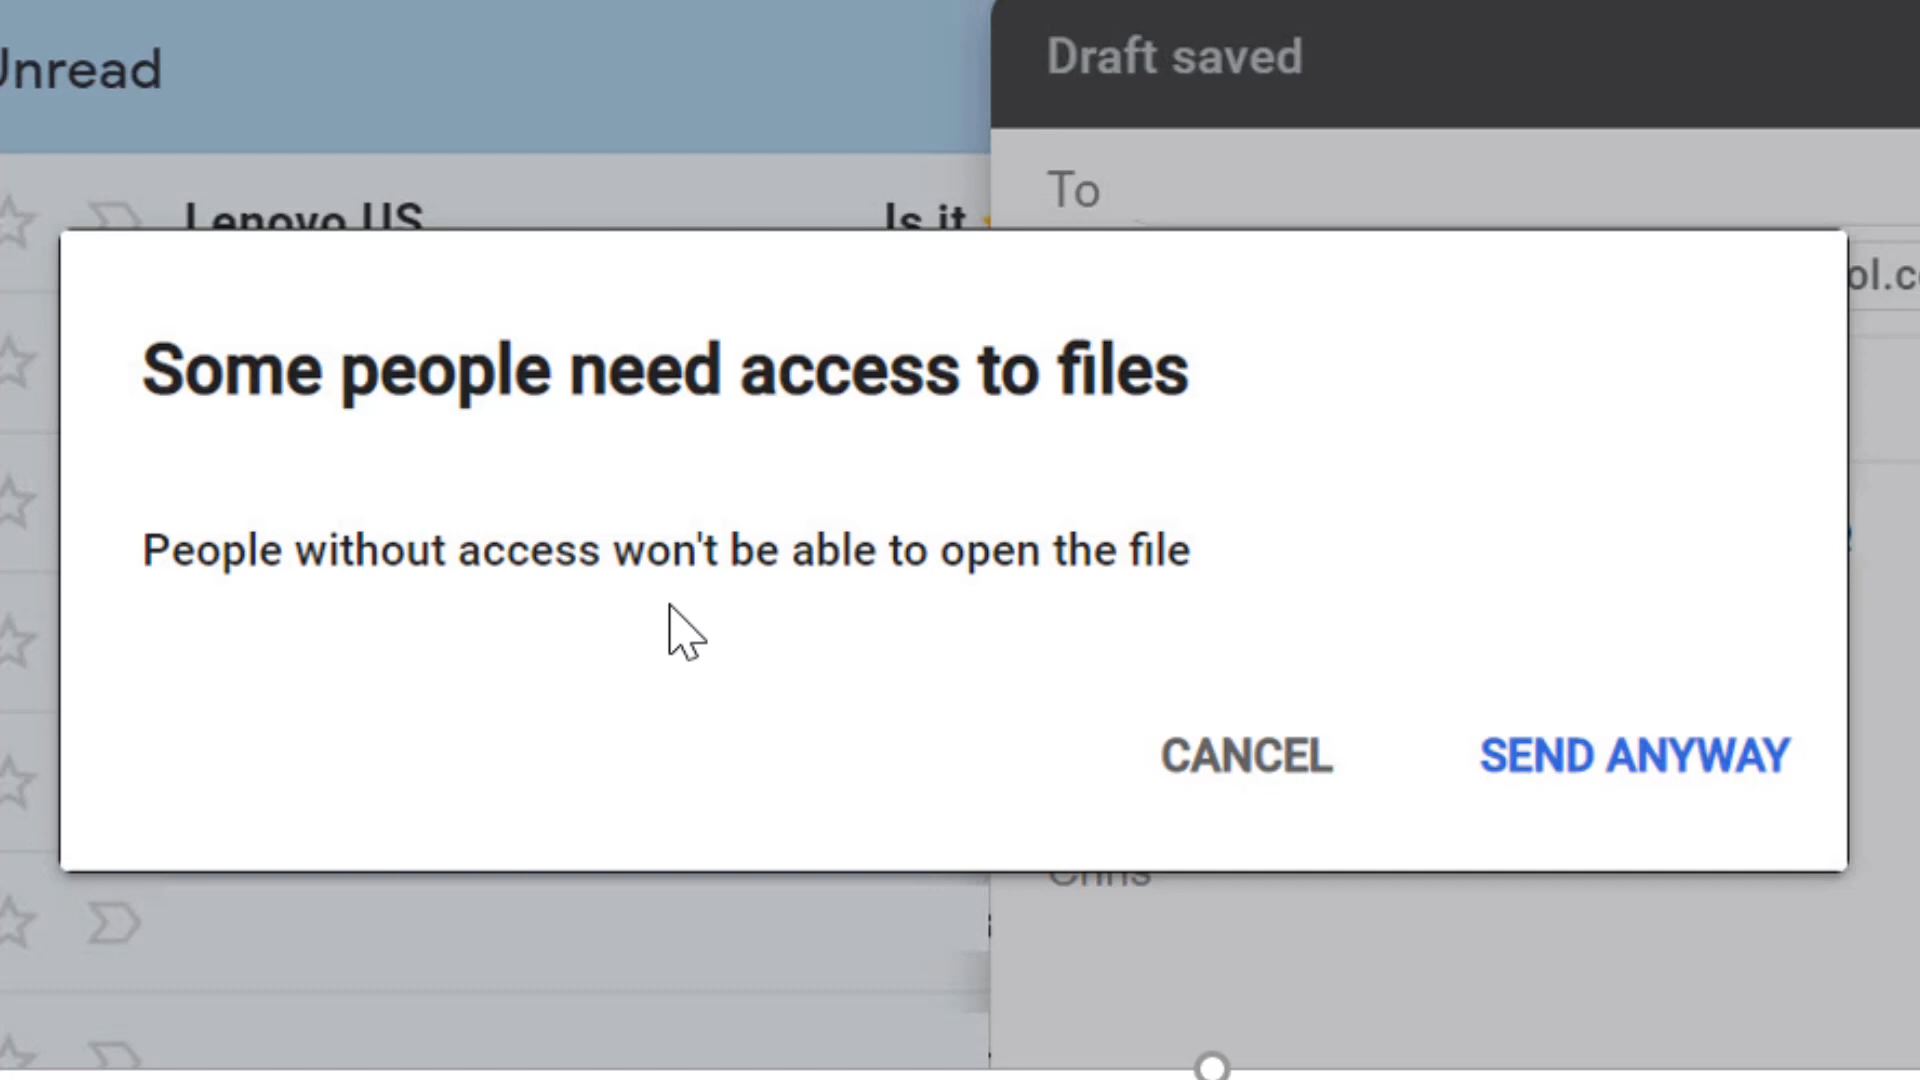 Unread
Draft saved
To
Lenovo US
Is it
Some people need access to files
People without access won't be able to open the file
CANCEL
SEND ANYWAY
Chris